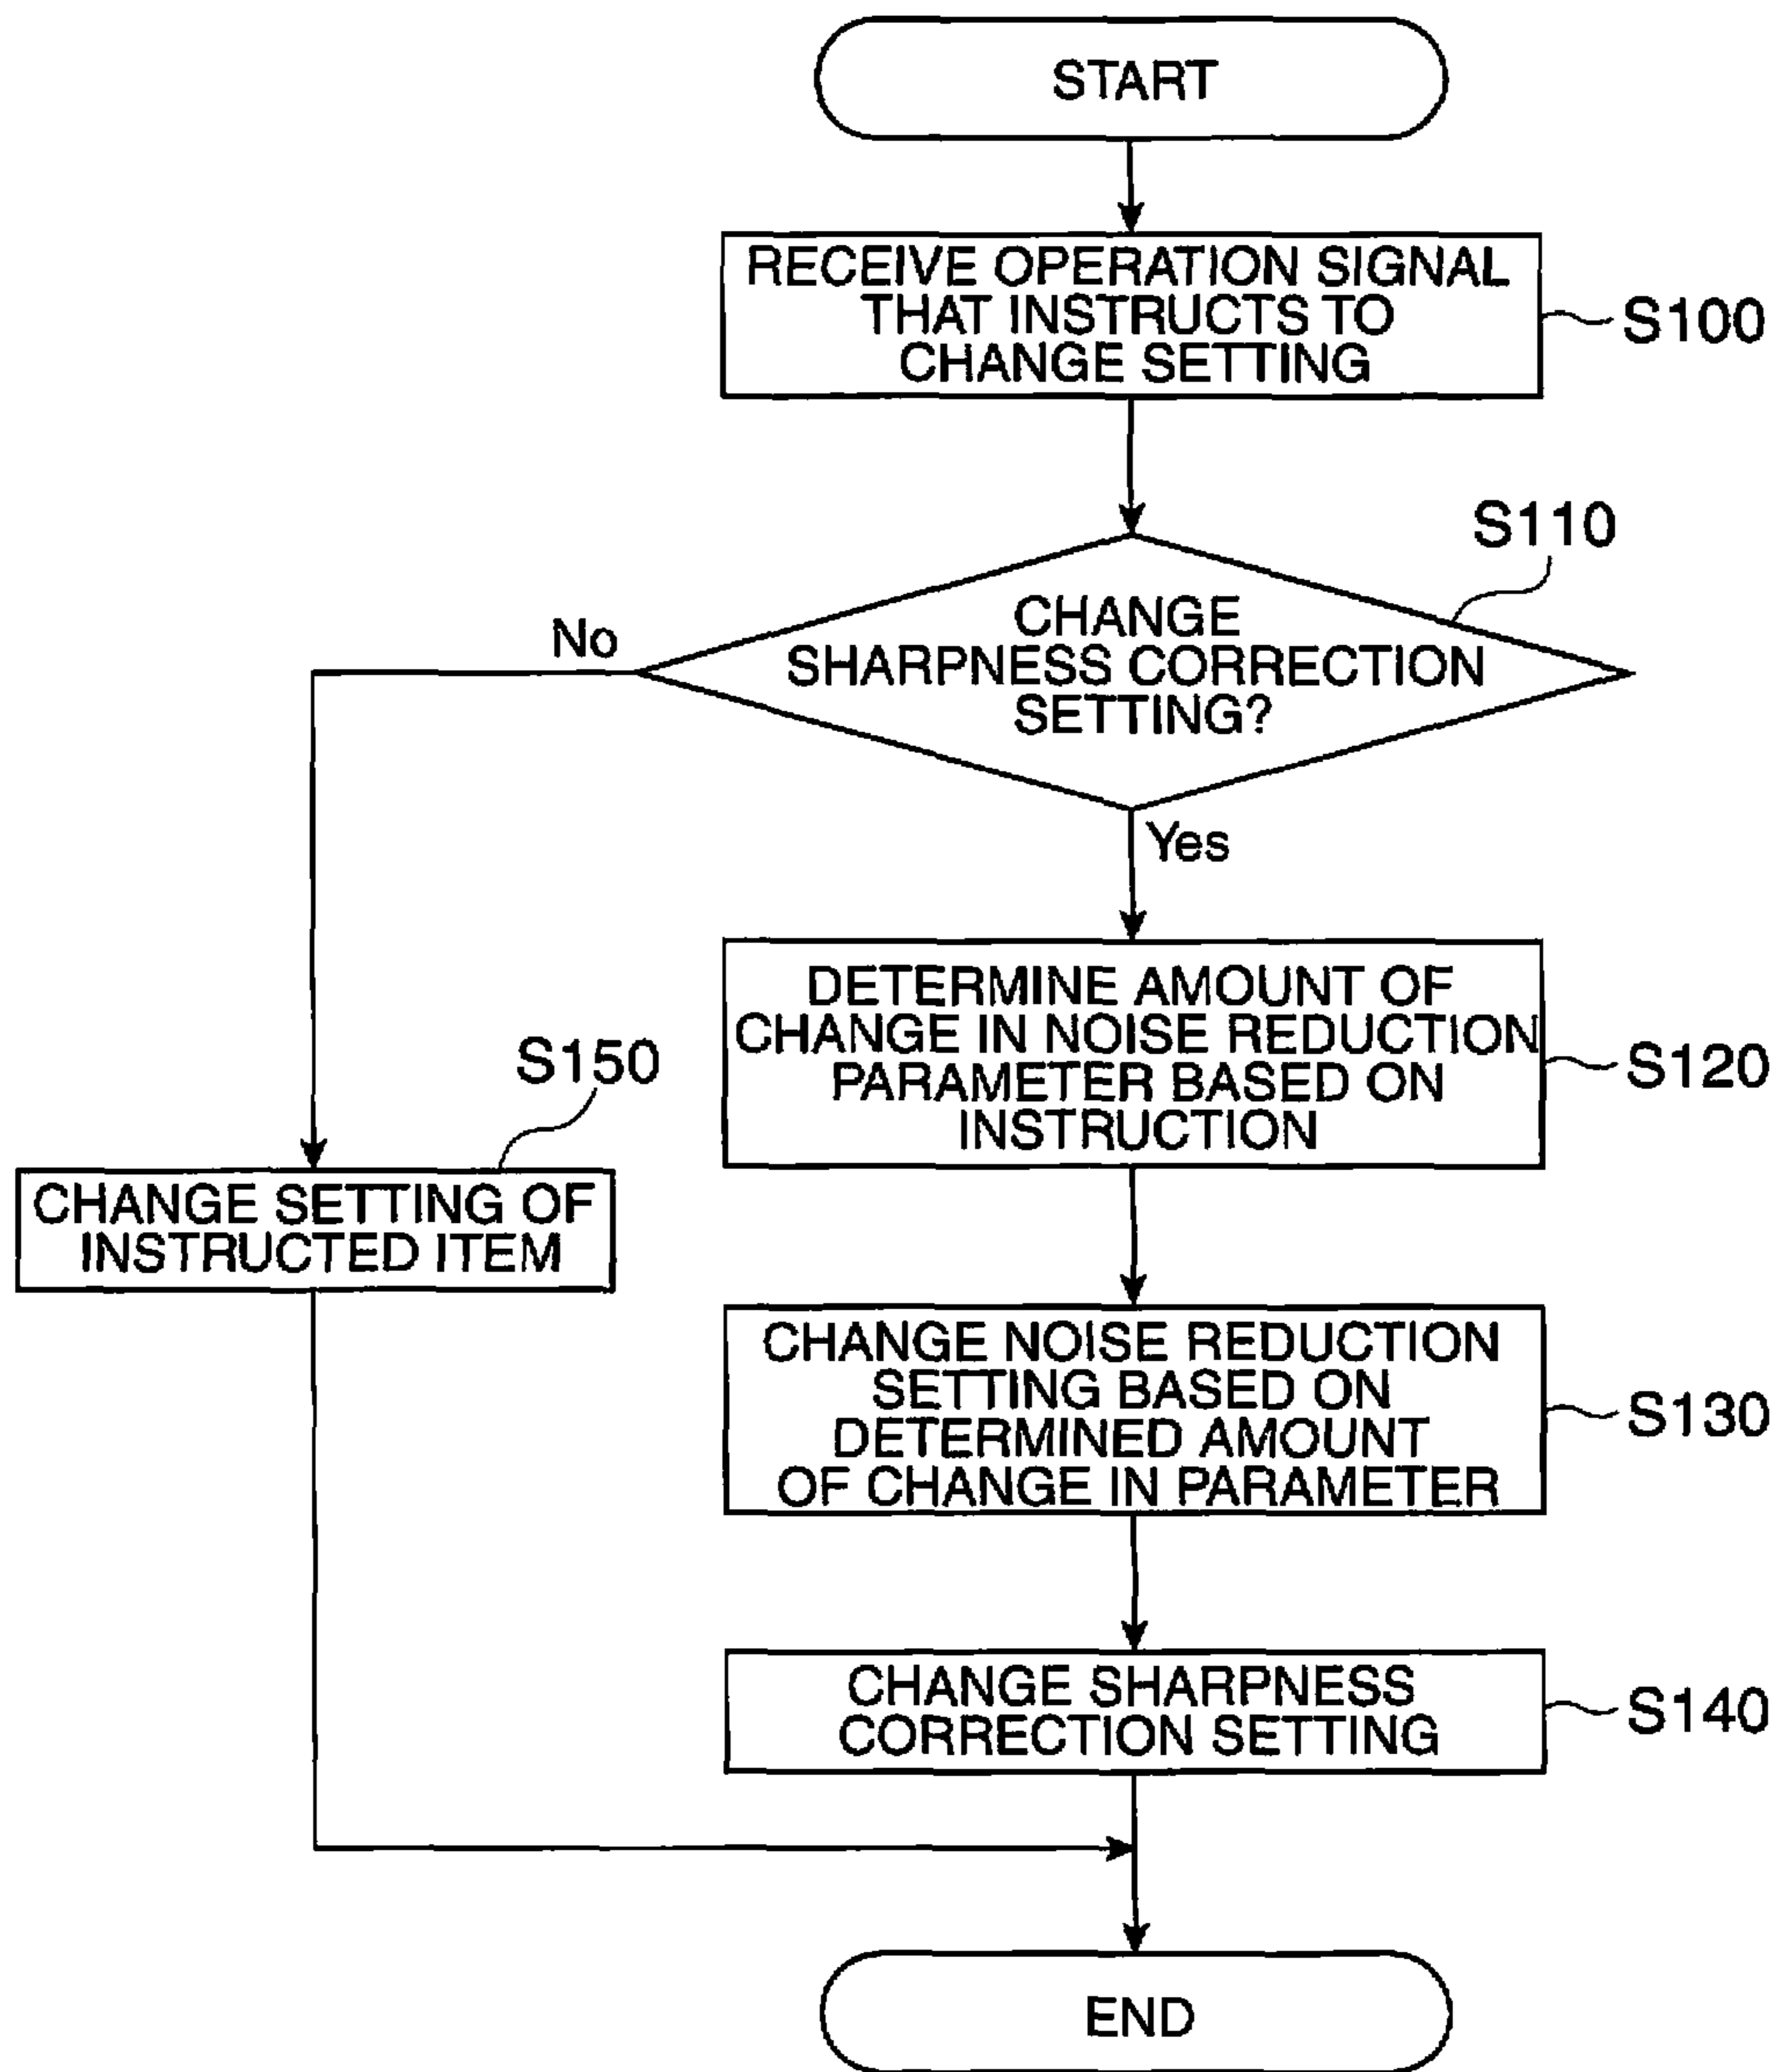 START
RECEIVE OPERATION SIGNAL
THAT INSTRUCTS TO
CHANGE SETTING
S100
S110
CHANGE
SHARPNESS CORRECTION
SETTING?
No
Yes
DETERMINE AMOUNT OF
CHANGE IN NOISE REDUCTION
PARAMETER BASED ON
INSTRUCTION
S120
S150
CHANGE SETTING OF
INSTRUCTED ITEM
CHANGE NOISE REDUCTION
SETTING BASED ON
DETERMINED AMOUNT
OF CHANGE IN PARAMETER
S130
CHANGE SHARPNESS
CORRECTION SETTING
S140
END